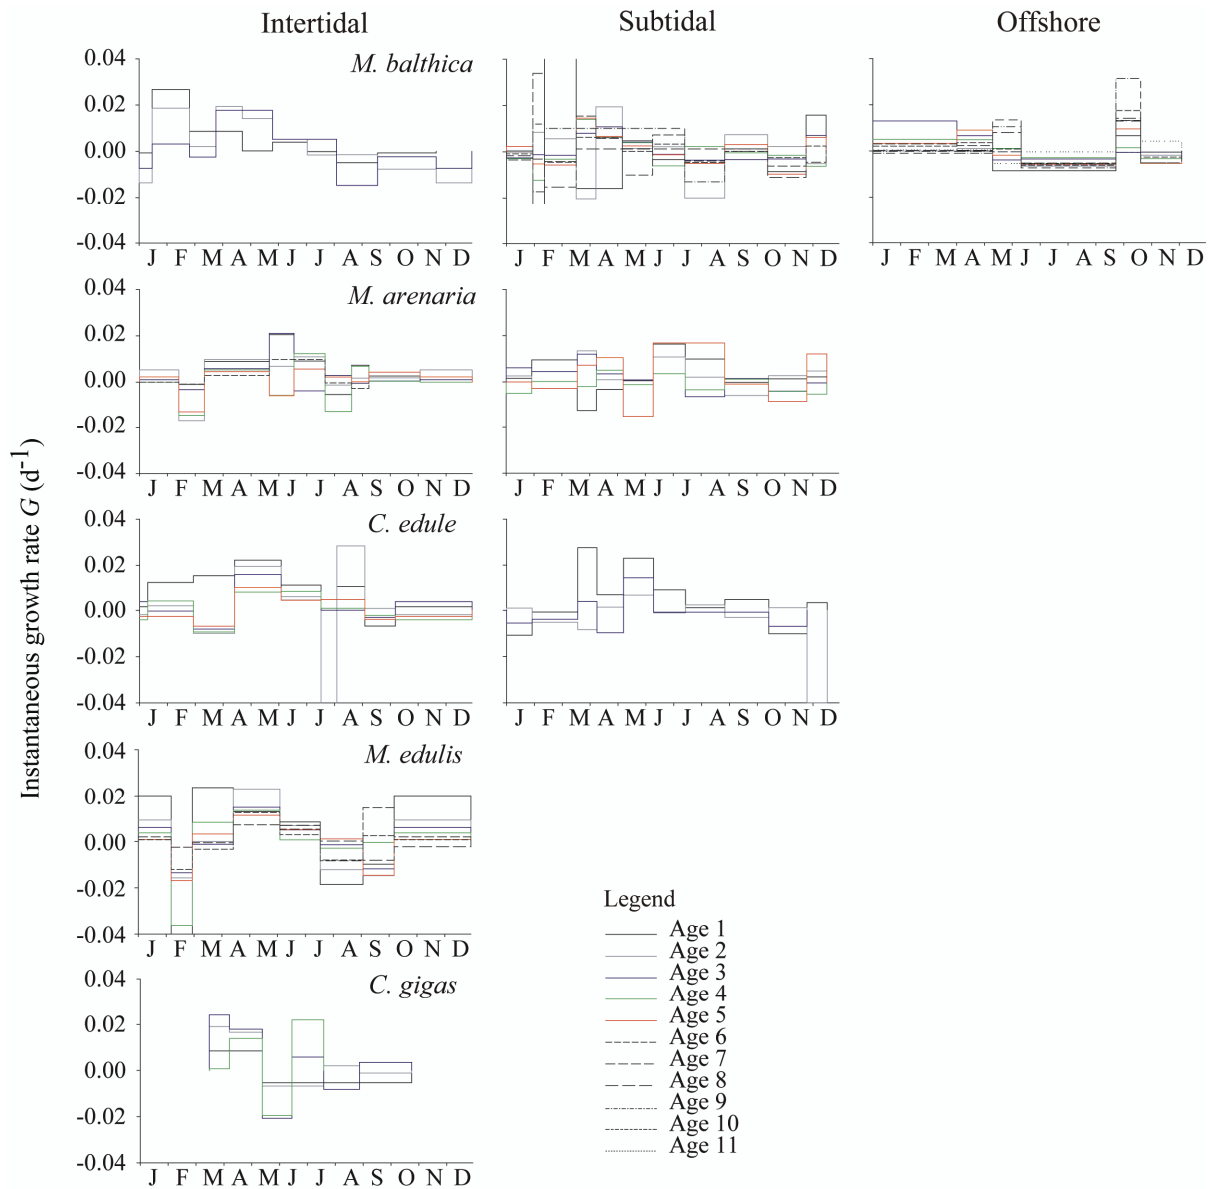 Intertidal Subtidal Offshore
Instantaneous growth rate G (d-1)
M. balthica
0.04
0.02
0.00
-0.02
-0.04
J F M A M J J A S O N D
J F M A M J J A S O N D
J F M A M J J A S O N D
M. arenaria
0.04
0.02
0.00
-0.02
-0.04
J F M A M J J A S O N D
J F M A M J J A S O N D
C. edule
0.04
0.02
0.00
-0.02
-0.04
J F M A M J J A S O N D
J F M A M J J A S O N D
M. edulis
0.04
0.02
0.00
-0.02
-0.04
J F M A M J J A S O N D
C. gigas
0.04
0.02
0.00
-0.02
-0.04
J F M A M J J A S O N D
Legend
Age 1
Age 2
Age 3
Age 4
Age 5
Age 6
Age 7
Age 8
Age 9
Age 10
Age 11